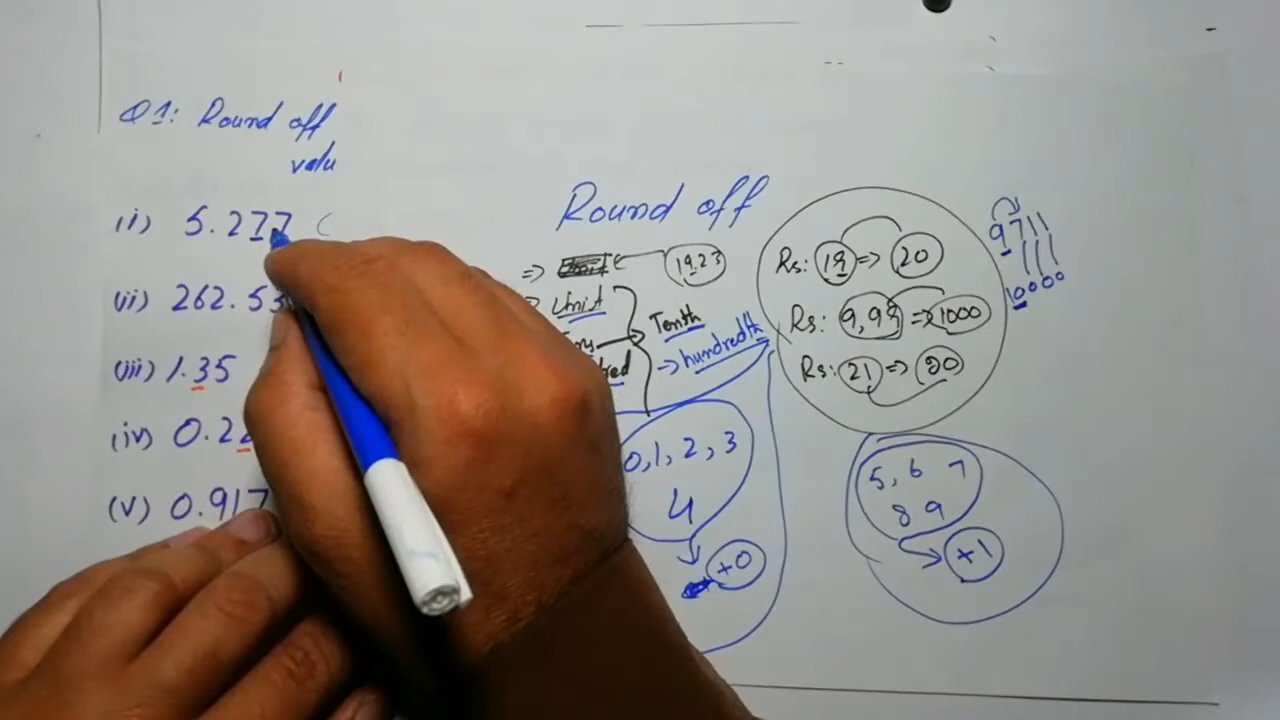 Q1: Round off
valu
(i) 5.277 (
(ii) 262.53
(iii) 1.35
(iv) 0.22
(v) 0.917
Round off
=> 19.23
Unit
Tenth
=> hundredth
0,1, 2, 3
4
+0
Rs: 19 => 20
Rs: 9,99 => 1000
Rs: 21 => 20
9711
10000
5, 6 7
8 9
+1